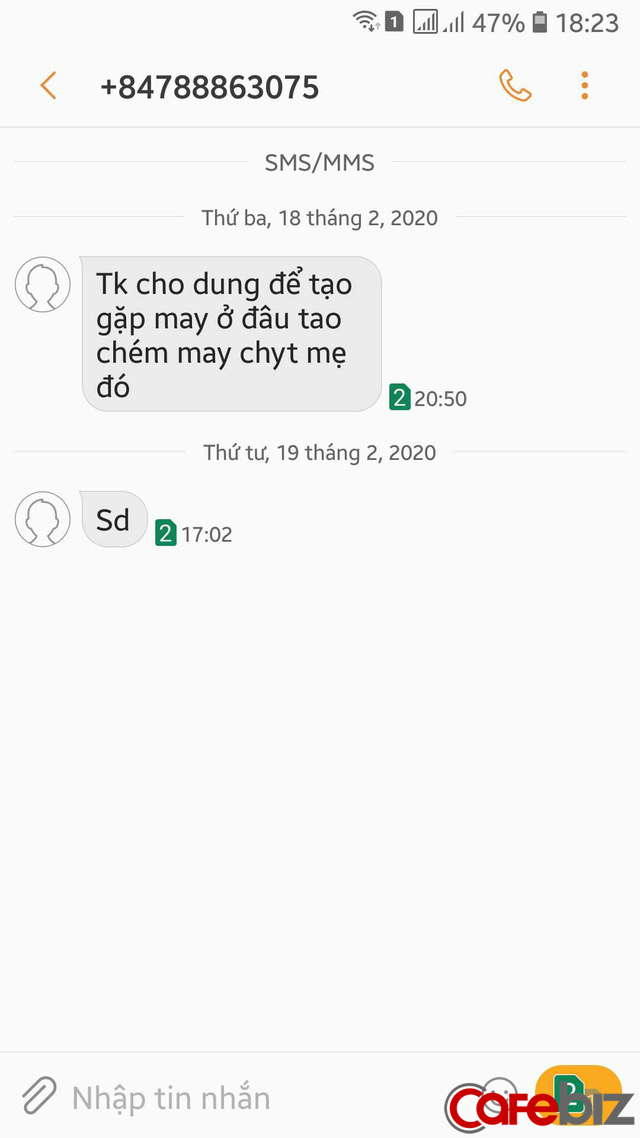 1 47% 18:23
+84788863075
SMS/MMS
Thứ ba, 18 tháng 2, 2020
Tk cho dung để tạo
gặp may ở đâu tao
chém may chyt mẹ
đó
2 20:50
Thứ tư, 19 tháng 2, 2020
Sd
2 17:02
Nhập tin nhắn
2
Cafebiz